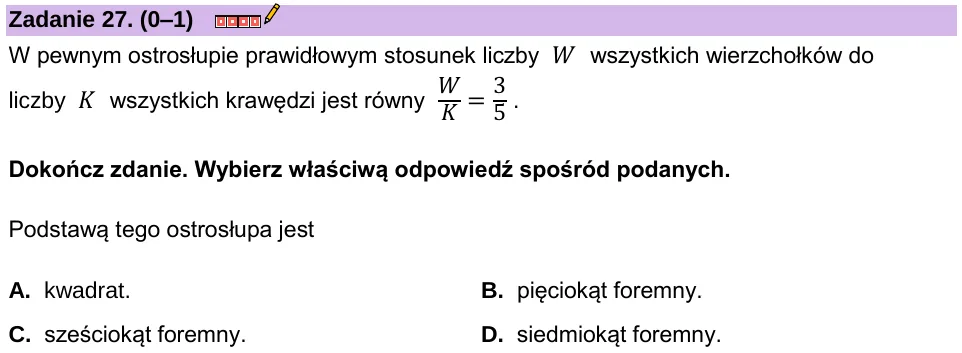 Zadanie 27. (0–1)
W pewnym ostrosłupie prawidłowym stosunek liczby W wszystkich wierzchołków do
liczby K wszystkich krawędzi jest równy W/K = 3/5 .
Dokończ zdanie. Wybierz właściwą odpowiedź spośród podanych.
Podstawą tego ostrosłupa jest
A. kwadrat. B. pięciokąt foremny.
C. sześciokąt foremny. D. siedmiokąt foremny.